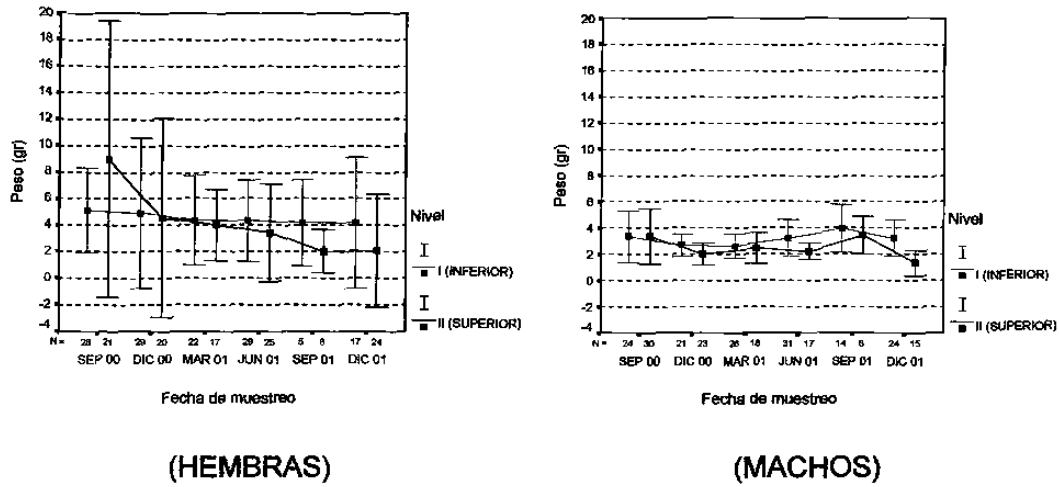 20
18
16
14
12
10
8
6
4
2
0
-2
-4
Peso (gr)
N = 28 21 29 20 22 17 29 25 5 8 17 24
SEP 00 DIC 00 MAR 01 JUN 01 SEP 01 DIC 01
Fecha de muestreo
Nivel
I (INFERIOR)
II (SUPERIOR)
(HEMBRAS)
20
18
16
14
12
10
8
6
4
2
0
-2
-4
Peso (gr)
N = 24 30 21 23 26 18 31 17 14 6 24 15
SEP 00 DIC 00 MAR 01 JUN 01 SEP 01 DIC 01
Fecha de muestreo
Nivel
I (INFERIOR)
II (SUPERIOR)
(MACHOS)